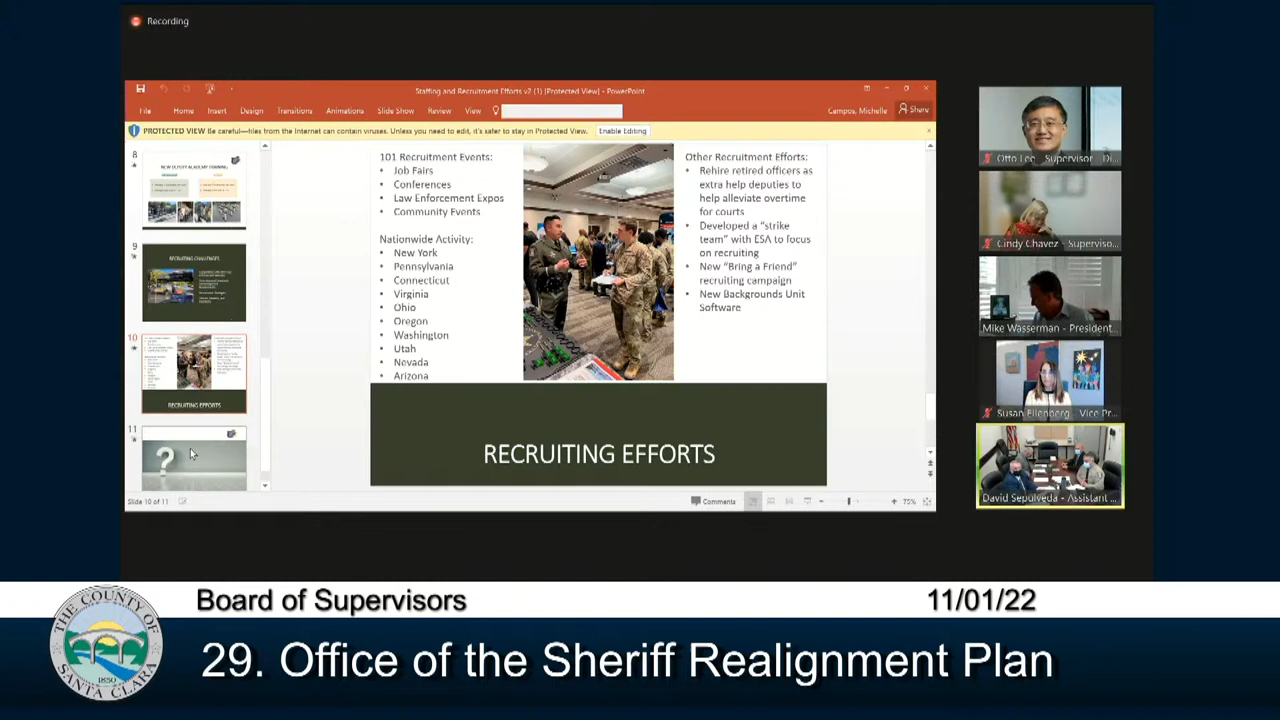 Recording
Staffing and Recruitment Efforts v2 (1) [Protected View] - PowerPoint
File Home Insert Design Transitions Animations Slide Show Review View
Campos, Michelle Share
PROTECTED VIEW Be careful—files from the Internet can contain viruses. Unless you need to edit, it's safer to stay in Protected View. Enable Editing
8
NEW DEPUTY ACADEMY TRAINING
9
RECRUITING CHALLENGES
10
RECRUITING EFFORTS
11
?
101 Recruitment Events:
• Job Fairs
• Conferences
• Law Enforcement Expos
• Community Events
Nationwide Activity:
• New York
• Pennsylvania
• Connecticut
• Virginia
• Ohio
• Oregon
• Washington
• Utah
• Nevada
• Arizona
Other Recruitment Efforts:
• Rehire retired officers as
extra help deputies to
help alleviate overtime
for courts
• Developed a "strike
team" with ESA to focus
on recruiting
• New "Bring a Friend"
recruiting campaign
• New Backgrounds Unit
Software
RECRUITING EFFORTS
Slide 10 of 11
Comments
75%
Otto Lee - Supervisor - Di...
Cindy Chavez - Superviso...
Mike Wasserman - President...
Susan Ellenberg - Vice Pr...
David Sepulveda - Assistant ...
THE COUNTY OF
SANTA CLARA
1850
Board of Supervisors
11/01/22
29. Office of the Sheriff Realignment Plan